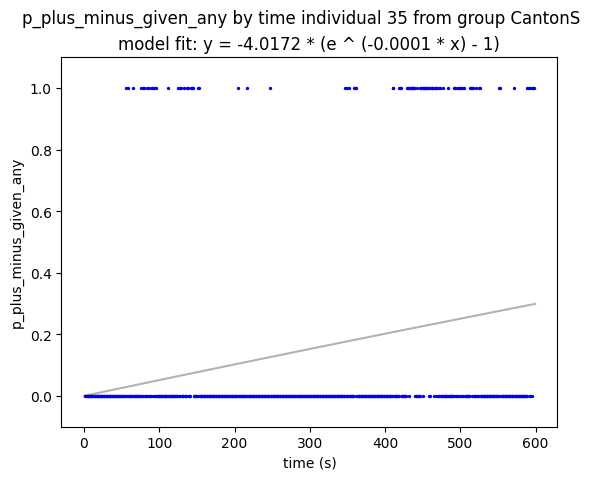 p_plus_minus_given_any by time individual 35 from group CantonS
model fit: y = -4.0172 * (e ^ (-0.0001 * x) - 1)
1.0
0.8
0.6
0.4
0.2
0.0
p_plus_minus_given_any
0 100 200 300 400 500 600
time (s)